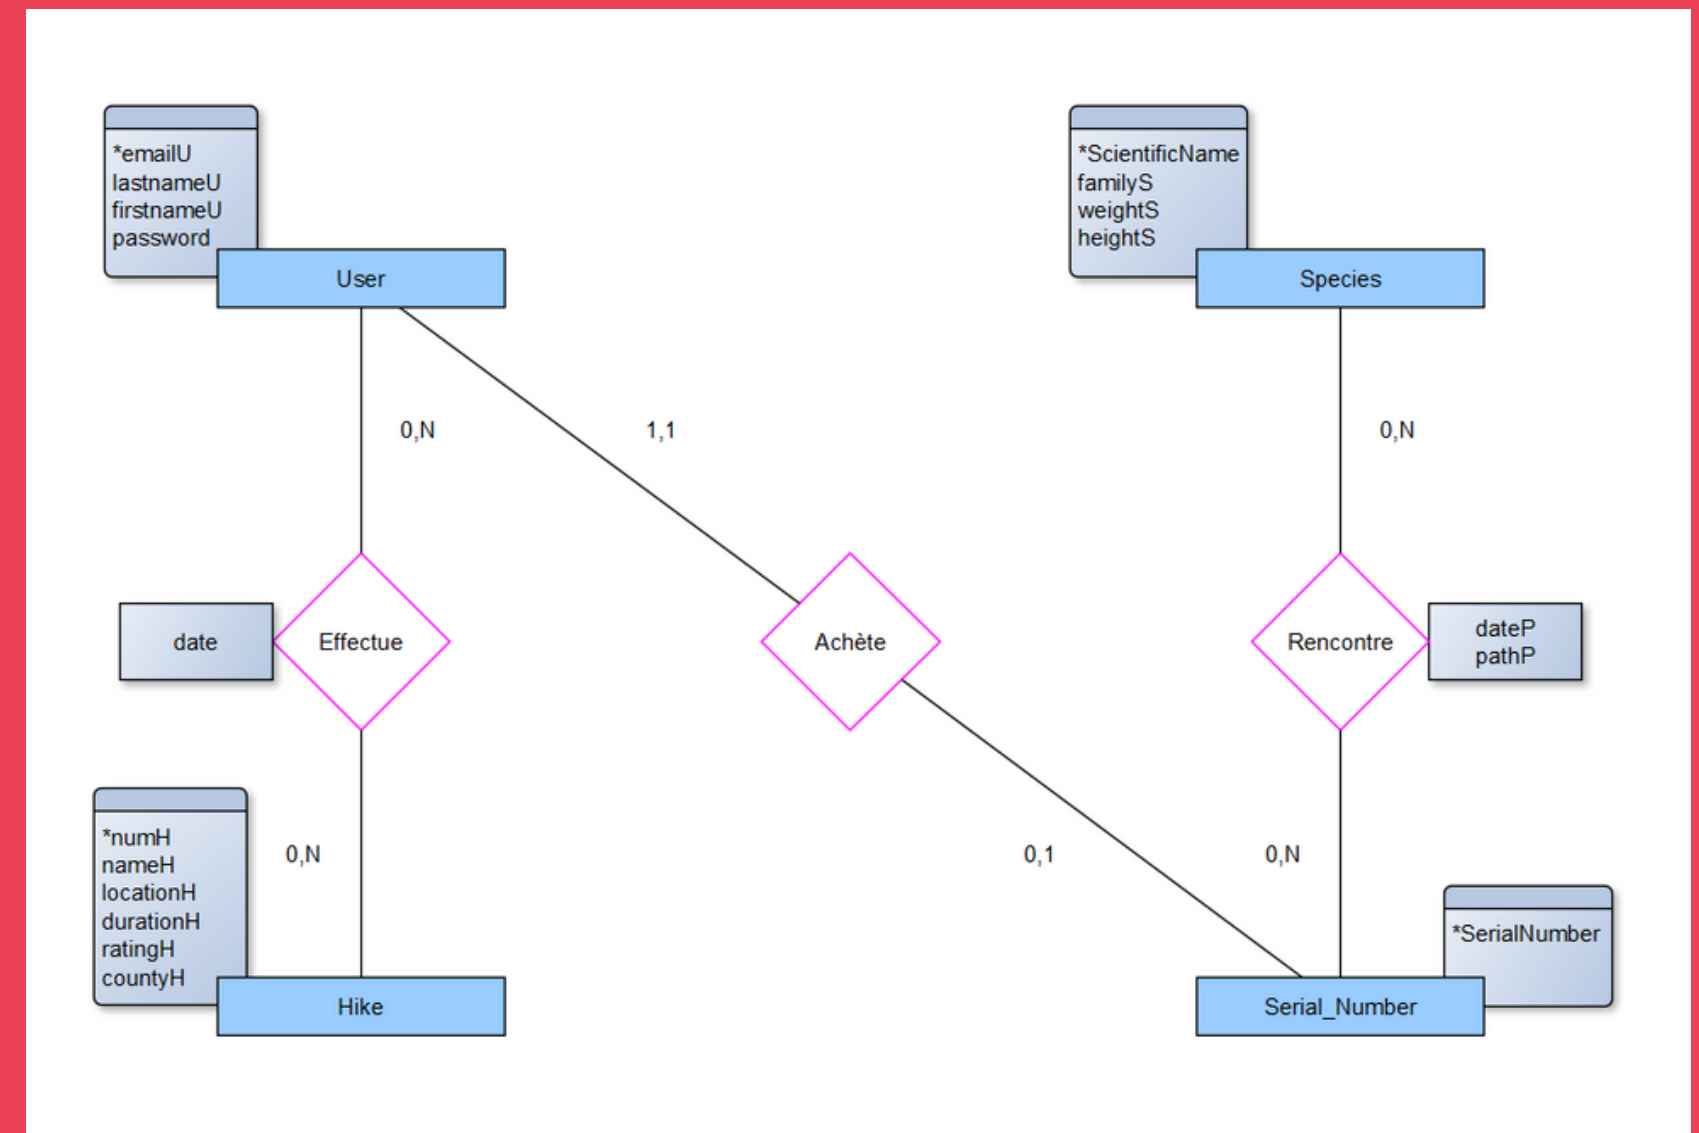 *emailU
lastnameU
firstnameU
password
User
*ScientificName
familyS
weightS
heightS
Species
0,N
1,1
0,N
date
Effectue
Achète
Rencontre
dateP
pathP
*numH
nameH
locationH
durationH
ratingH
countyH
Hike
0,N
0,1
0,N
*SerialNumber
Serial_Number